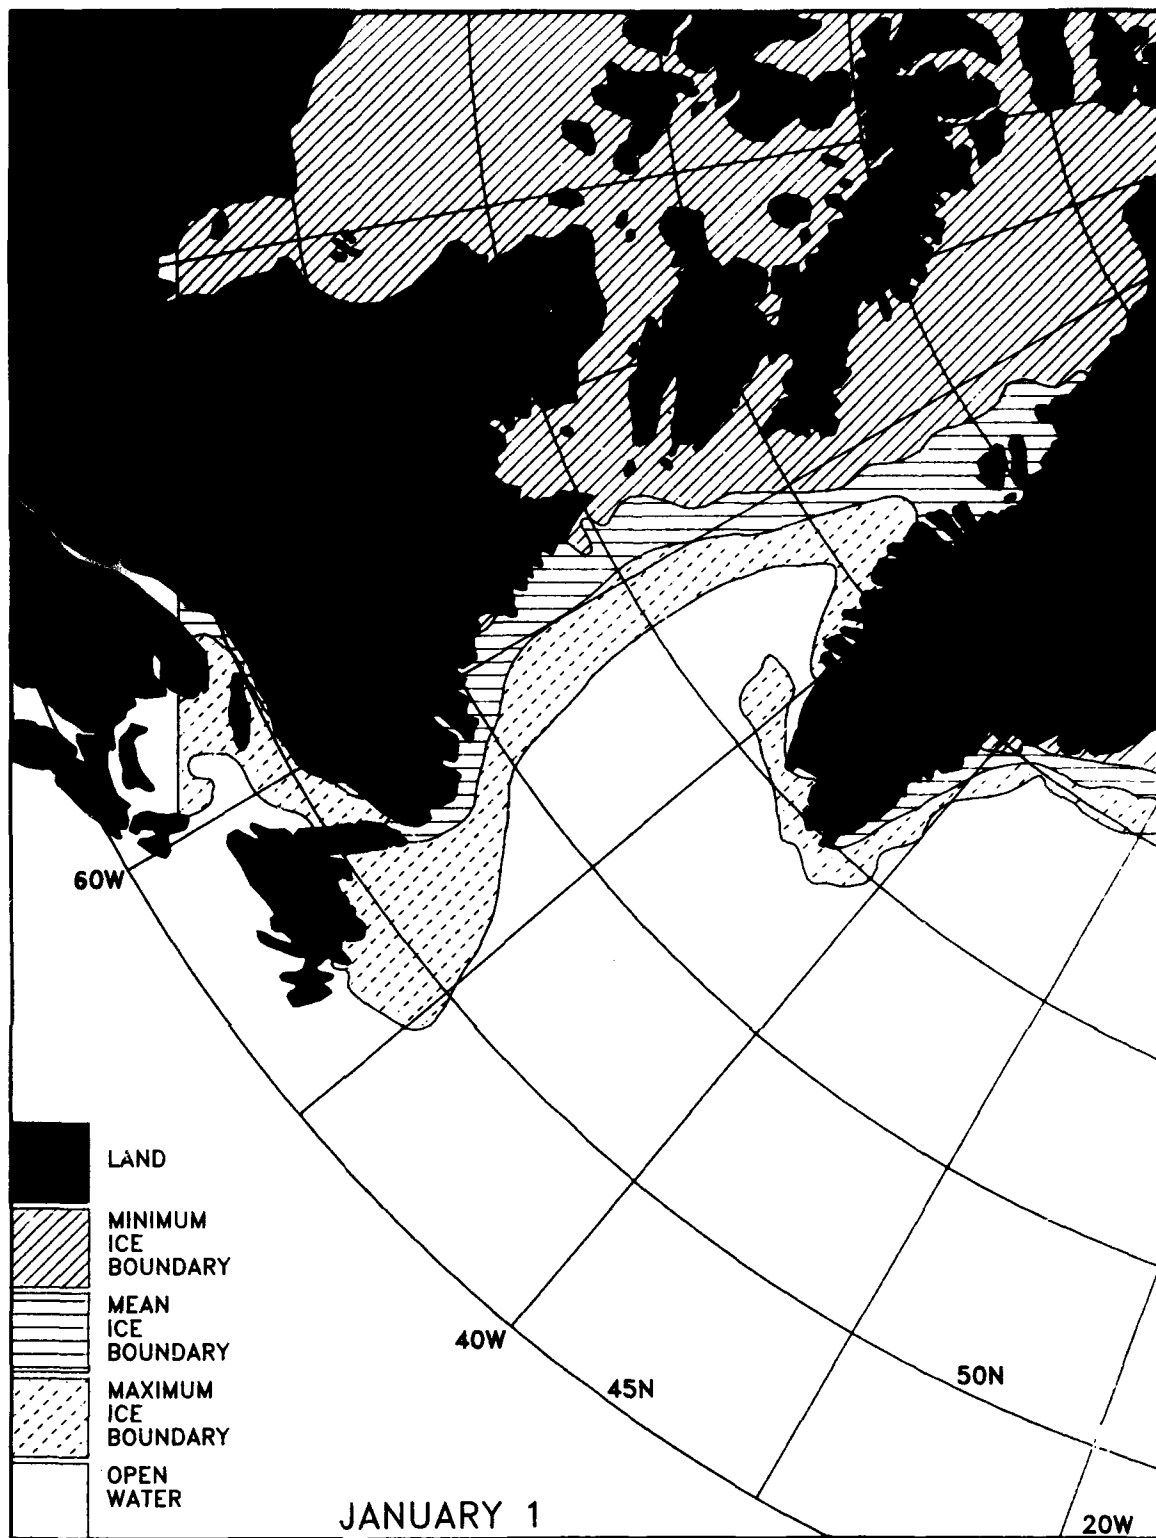 60W
LAND
MINIMUM
ICE
BOUNDARY
MEAN
ICE
BOUNDARY
40W
45N
50N
MAXIMUM
ICE
BOUNDARY
OPEN
WATER
JANUARY 1
20W